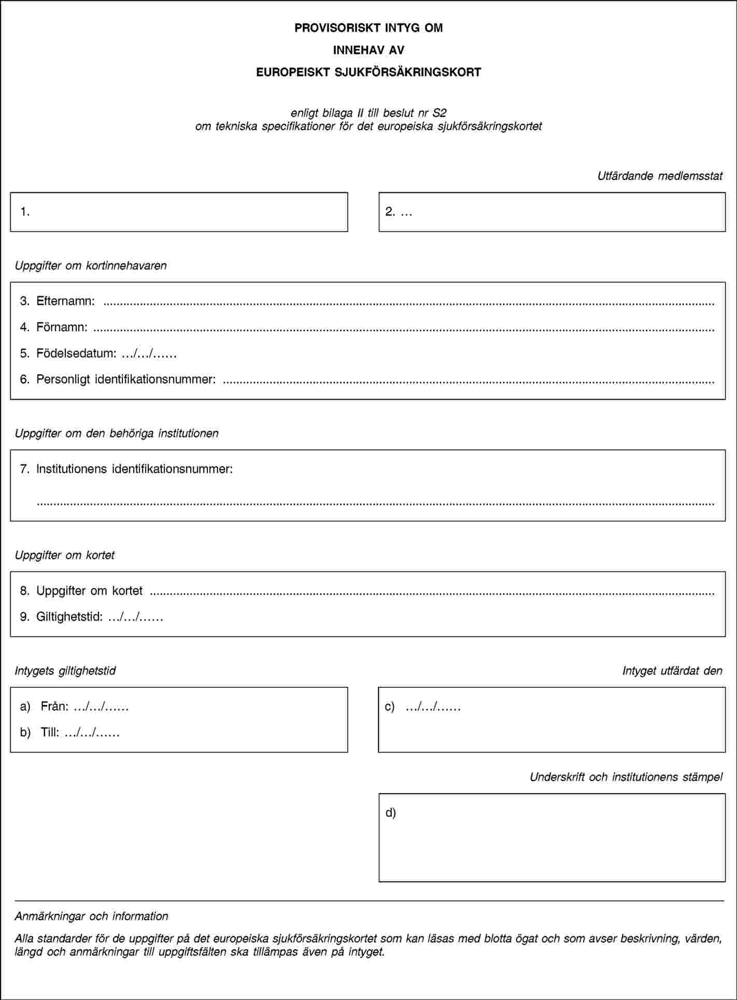 PROVISORISKT INTYG OM
INNEHAV AV
EUROPEISKT SJUKFÖRSÄKRINGSKORT
enligt bilaga II till beslut nr S2
om tekniska specifikationer för det europeiska sjukförsäkringskortet
Utfärdande medlemsstat
1.
2. …
Uppgifter om kortinnehavaren
3. Efternamn: ........................................
4. Förnamn: ........................................
5. Födelsedatum: …/…/……
6. Personligt identifikationsnummer: ........................................
Uppgifter om den behöriga institutionen
7. Institutionens identifikationsnummer:
........................................
Uppgifter om kortet
8. Uppgifter om kortet ........................................
9. Giltighetstid: …/…/……
Intygets giltighetstid
Intyget utfärdat den
a) Från: …/…/……
b) Till: …/…/……
c) …/…/……
Underskrift och institutionens stämpel
d)
Anmärkningar och information
Alla standarder för de uppgifter på det europeiska sjukförsäkringskortet som kan läsas med blotta ögat och som avser beskrivning, värden,
längd och anmärkningar till uppgiftsfälten ska tillämpas även på intyget.